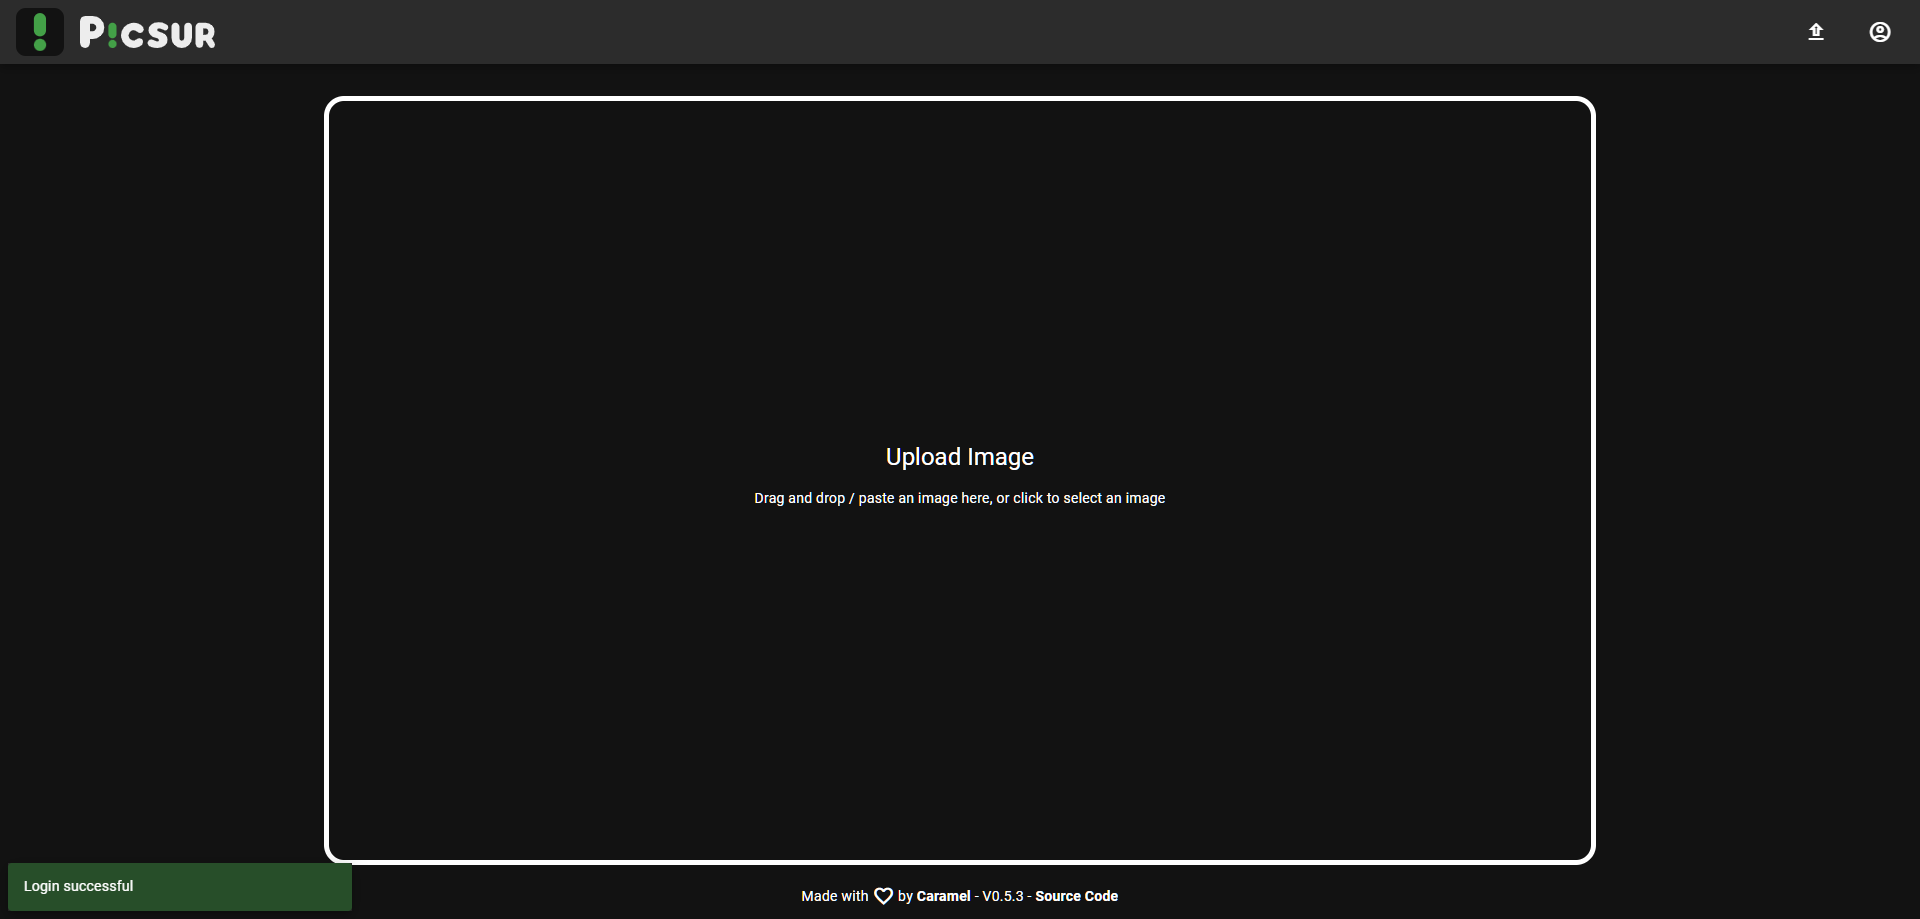 P!CSUR
Upload Image
Drag and drop / paste an image here, or click to select an image
Login successful
Made with by Caramel - V0.5.3 - Source Code